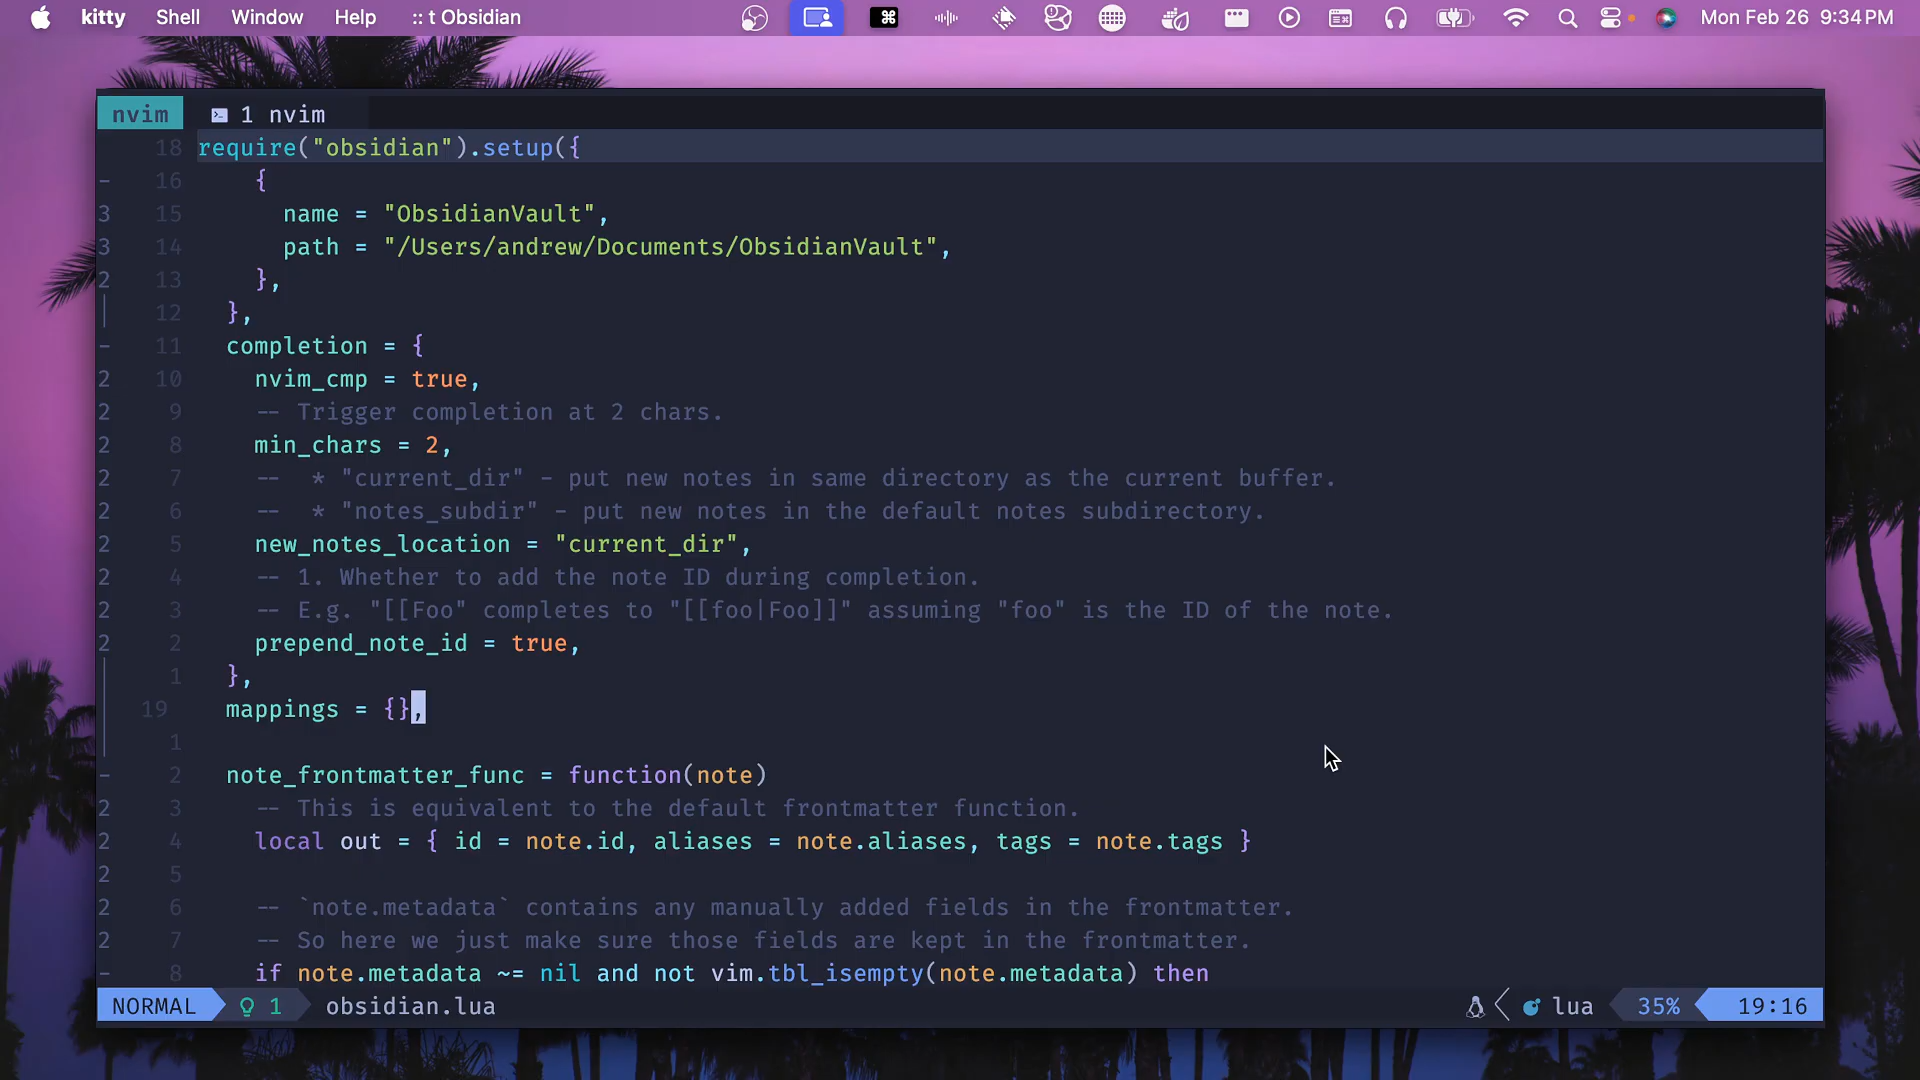 kitty Shell Window Help :: t Obsidian Mon Feb 26 9:34 PM
nvim 1 nvim
18 require("obsidian").setup({
- 16 {
3 15 name = "ObsidianVault",
3 14 path = "/Users/andrew/Documents/ObsidianVault",
2 13 },
12 },
- 11 completion = {
2 10 nvim_cmp = true,
2 9 -- Trigger completion at 2 chars.
2 8 min_chars = 2,
2 7 --  * "current_dir" - put new notes in same directory as the current buffer.
2 6 --  * "notes_subdir" - put new notes in the default notes subdirectory.
2 5 new_notes_location = "current_dir",
2 4 -- 1. Whether to add the note ID during completion.
2 3 -- E.g. "[[Foo" completes to "[[foo|Foo]]" assuming "foo" is the ID of the note.
2 2 prepend_note_id = true,
1 },
19 mappings = {},
1
- 2 note_frontmatter_func = function(note)
2 3 -- This is equivalent to the default frontmatter function.
2 4 local out = { id = note.id, aliases = note.aliases, tags = note.tags }
2 5
2 6 -- `note.metadata` contains any manually added fields in the frontmatter.
2 7 -- So here we just make sure those fields are kept in the frontmatter.
- 8 if note.metadata ~= nil and not vim.tbl_isempty(note.metadata) then
NORMAL 1 obsidian.lua lua 35% 19:16